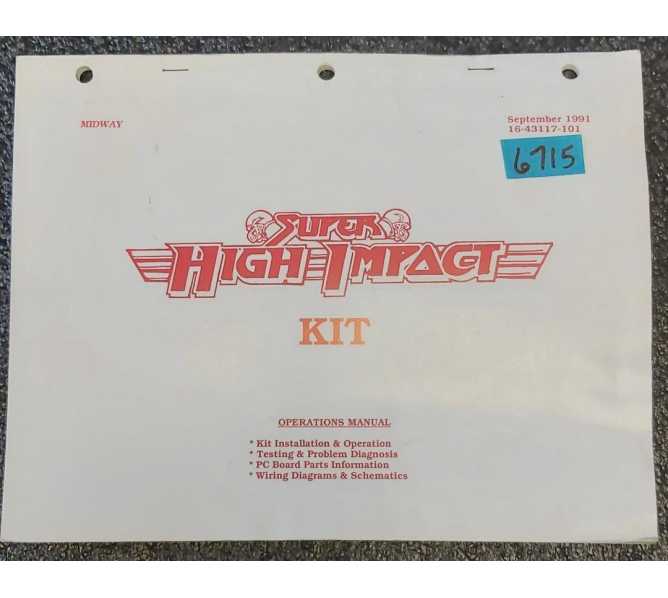 MIDWAY
September 1991
16-43117-101
6715
SUPER
HIGH IMPACT
KIT
OPERATIONS MANUAL
* Kit Installation & Operation
* Testing & Problem Diagnosis
* PC Board Parts Information
* Wiring Diagrams & Schematics